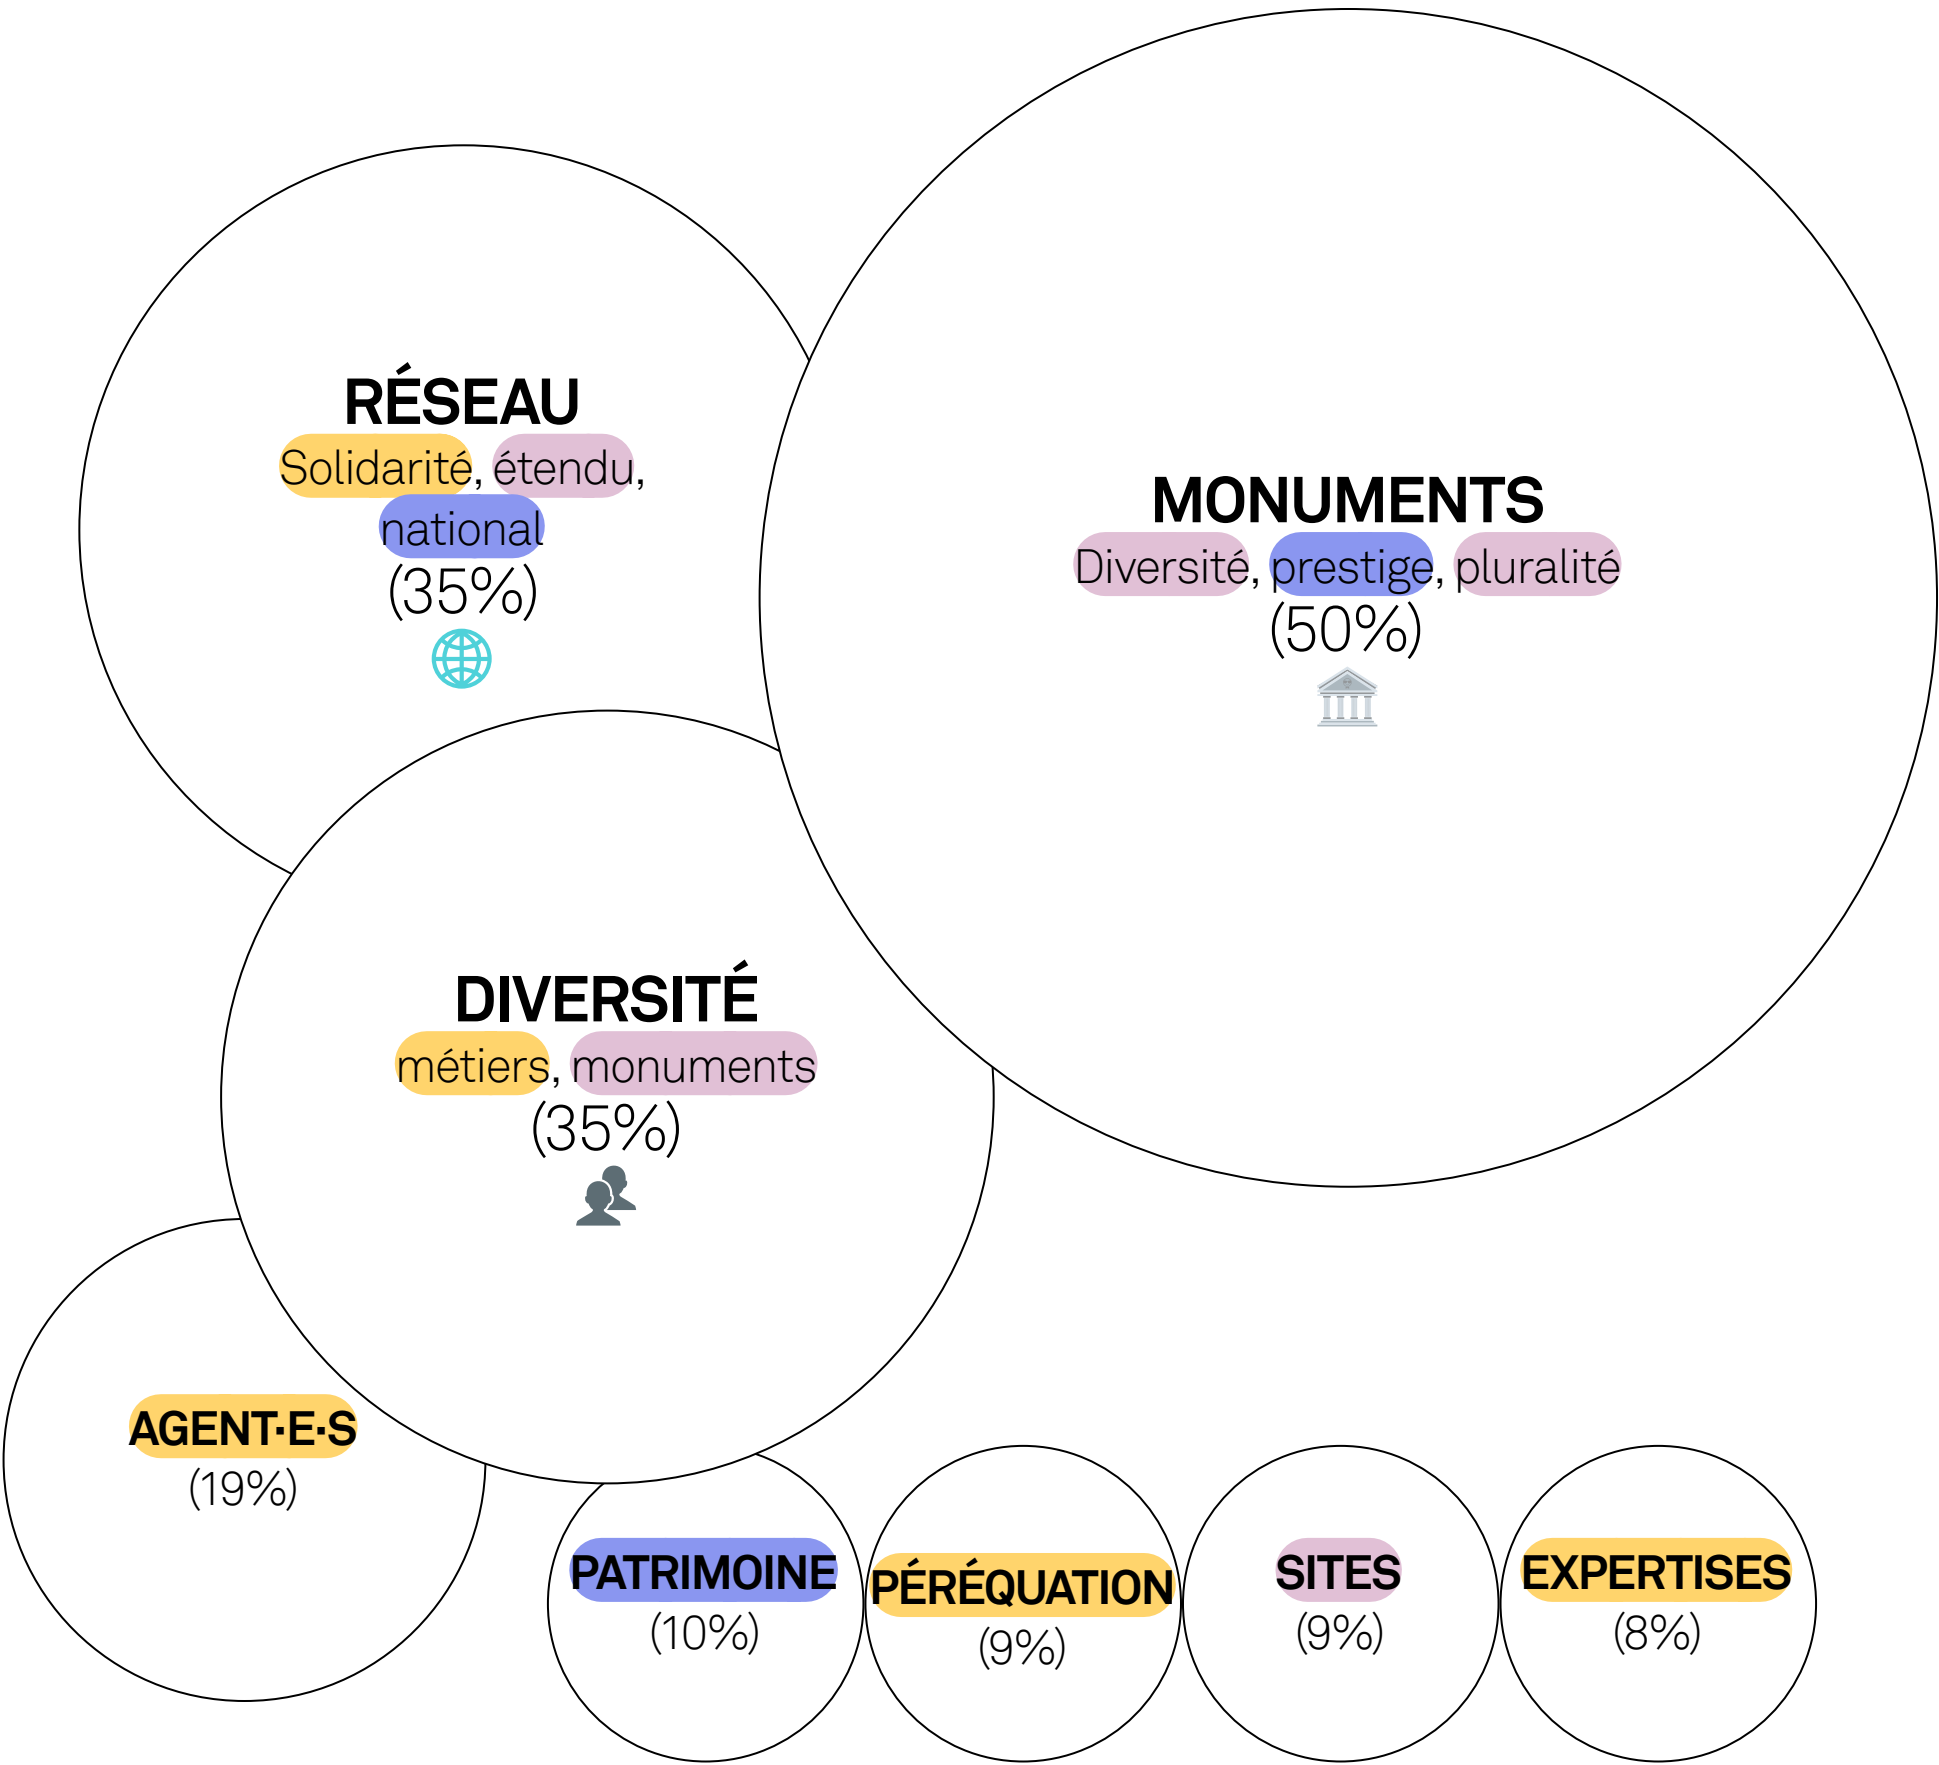 RÉSEAU
Solidarité, étendu,
national
(35%)
MONUMENTS
Diversité, prestige, pluralité
(50%)
DIVERSITÉ
métiers, monuments
(35%)
AGENT·E·S
(19%)
PATRIMOINE
(10%)
PÉRÉQUATION
(9%)
SITES
(9%)
EXPERTISES
(8%)